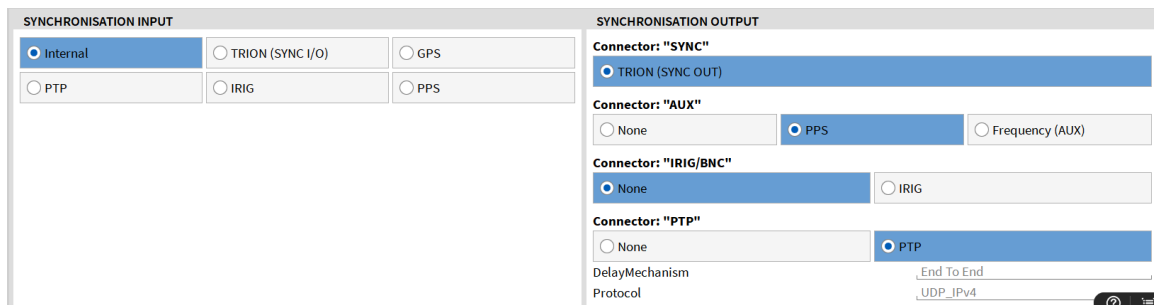 SYNCHRONISATION INPUT
Internal
TRION (SYNC I/O)
GPS
PTP
IRIG
PPS
SYNCHRONISATION OUTPUT
Connector: "SYNC"
TRION (SYNC OUT)
Connector: "AUX"
None
PPS
Frequency (AUX)
Connector: "IRIG/BNC"
None
IRIG
Connector: "PTP"
None
PTP
DelayMechanism
End To End
Protocol
UDP_IPv4